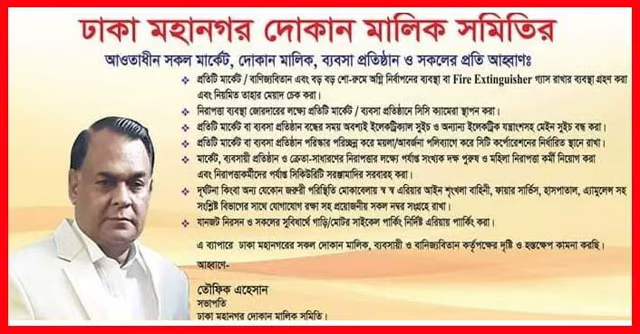 ঢাকা মহানগর দোকান মালিক সমিতির
আওতাধীন সকল মার্কেট, দোকান মালিক, ব্যবসা প্রতিষ্ঠান ও সকলের প্রতি আহ্বাণঃ
❖ প্রতিটি মার্কেট / বাণিজ্যবিতান এবং বড় বড় শো-রুমে অগ্নি নির্বাপনের ব্যবস্থা বা Fire Extinguisher গ্যাস রাখার ব্যবস্থা গ্রহণ করা
এবং নিয়মিত তাহার মেয়াদ চেক করা।
❖ নিরাপত্তা ব্যবস্থা জোরদারের লক্ষ্যে প্রতিটি মার্কেট / ব্যবসা প্রতিষ্ঠানে সিসি ক্যামেরা স্থাপন করা।
❖ প্রতিটি মার্কেট বা ব্যবসা প্রতিষ্ঠান বন্ধের সময় অবশ্যই ইলেকট্রিক্যাল সুইচ ও অন্যান্য ইলেকট্রিক যন্ত্রাংশসহ মেইন সুইচ বন্ধ করা।
❖ প্রতিটি মার্কেট বা ব্যবসা প্রতিষ্ঠান পরিষ্কার পরিচ্ছন্ন করে ময়লা/আবর্জনা পলিব্যাগে করে সিটি কর্পোরেশনের নির্ধারিত স্থানে রাখা।
❖ মার্কেট, ব্যবসায়ী প্রতিষ্ঠান ও ক্রেতা-সাধারণের নিরাপত্তার লক্ষ্যে পর্যাপ্ত সংখ্যক দক্ষ পুরুষ ও মহিলা নিরাপত্তা কর্মী নিয়োগ করা
এবং নিরাপত্তাকর্মীদের পর্যাপ্ত সিকিউরিটি সরঞ্জামাদির সরবারহ করা।
❖ দূর্ঘটনা কিংবা অন্য যেকোন জরুরী পরিস্থিতি মোকাবেলায় স্ব স্ব এরিয়ার আইন শৃংখলা বাহিনী, ফায়ার সার্ভিস, হাসপাতাল, এ্যামুলেন্স সহ
সংশ্লিষ্ট বিভাগের সাথে যোগাযোগ রক্ষা সহ প্রয়োজনীয় সকল নম্বর সংগ্রহে রাখা।
❖ যানজট নিরসন ও সকলের সুবিধার্থে গাড়ি/মোটর সাইকেল পার্কিং নির্দিষ্ট এরিয়ায় পার্কিং করা।
এ ব্যাপারে ঢাকা মহানগরের সকল দোকান মালিক, ব্যবসায়ী ও বানিজ্যবিতান কর্তৃপক্ষের দৃষ্টি ও হস্তক্ষেপ কামনা করছি।
আহ্বাণে-
তৌফিক এহেসান
সভাপতি
ঢাকা মহানগর দোকান মালিক সমিতি।